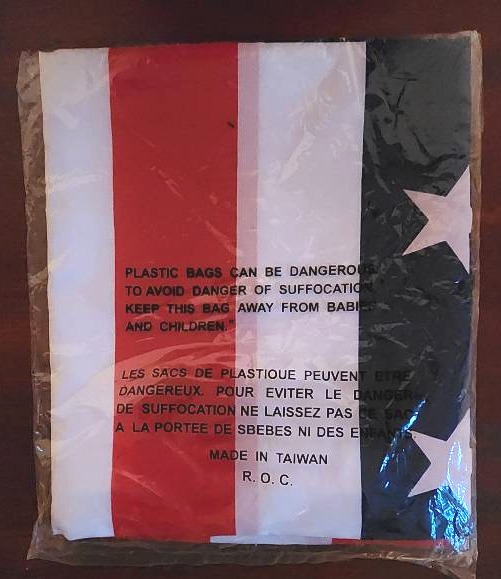 PLASTIC BAGS CAN BE DANGEROUS
TO AVOID DANGER OF SUFFOCATION
KEEP THIS BAG AWAY FROM BABIES
AND CHILDREN."
LES SACS DE PLASTIQUE PEUVENT ETRE
DANGEREUX. POUR EVITER LE DANGER
DE SUFFOCATION NE LAISSEZ PAS CE SAC
A LA PORTEE DE SBEBES NI DES ENFANTS.
MADE IN TAIWAN
R. O. C.